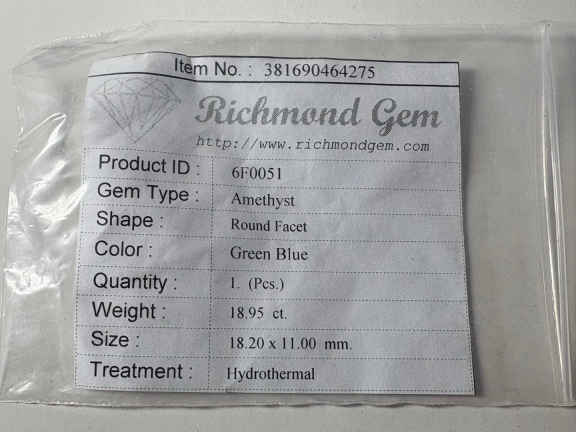 Item No. : 381690464275
Richmond Gem
http://www.richmondgem.com
Product ID : 6F0051
Gem Type : Amethyst
Shape : Round Facet
Color : Green Blue
Quantity : 1. (Pcs.)
Weight : 18.95 ct.
Size : 18.20 x 11.00 mm.
Treatment : Hydrothermal